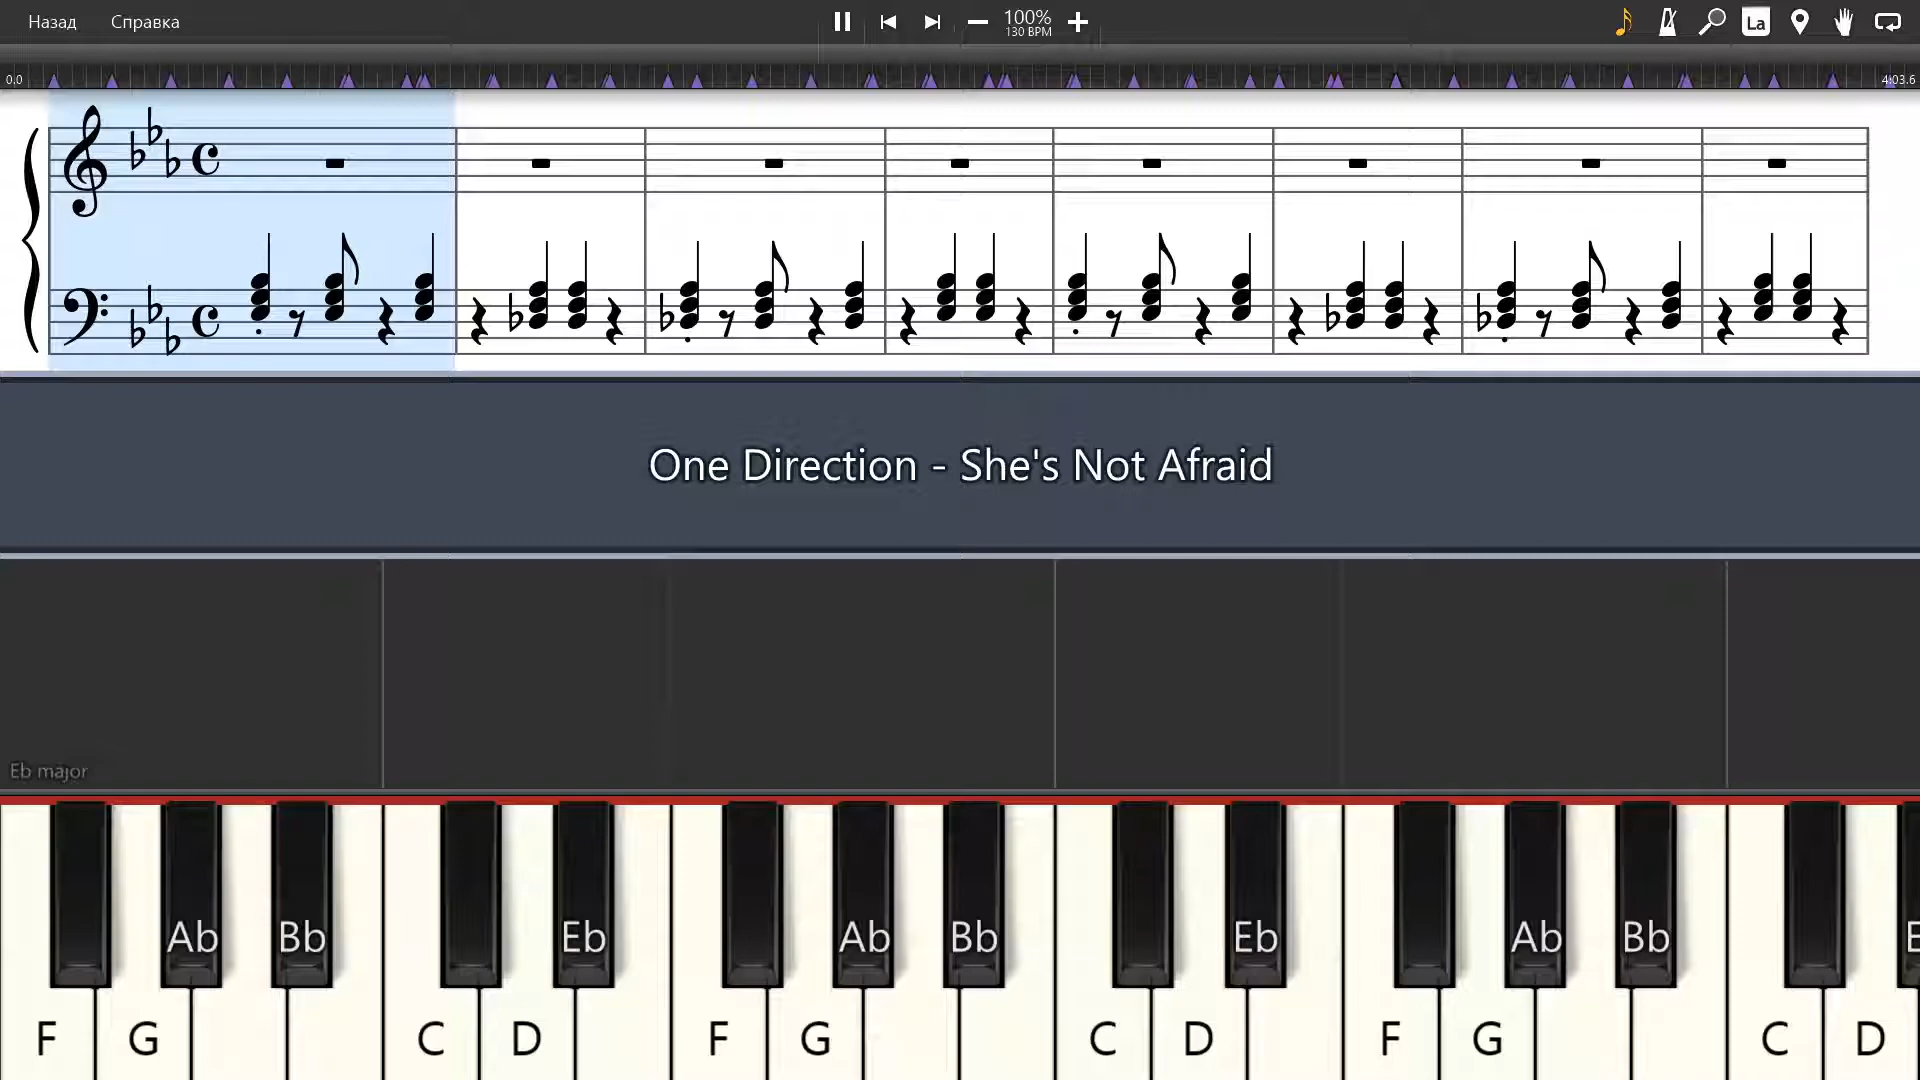 Назад Справка 100% La
130 BPM
0.0 4:03.6
One Direction - She's Not Afraid
Eb major
Ab Bb Eb Ab Bb Eb Ab Bb E
F G C D F G C D F G C D